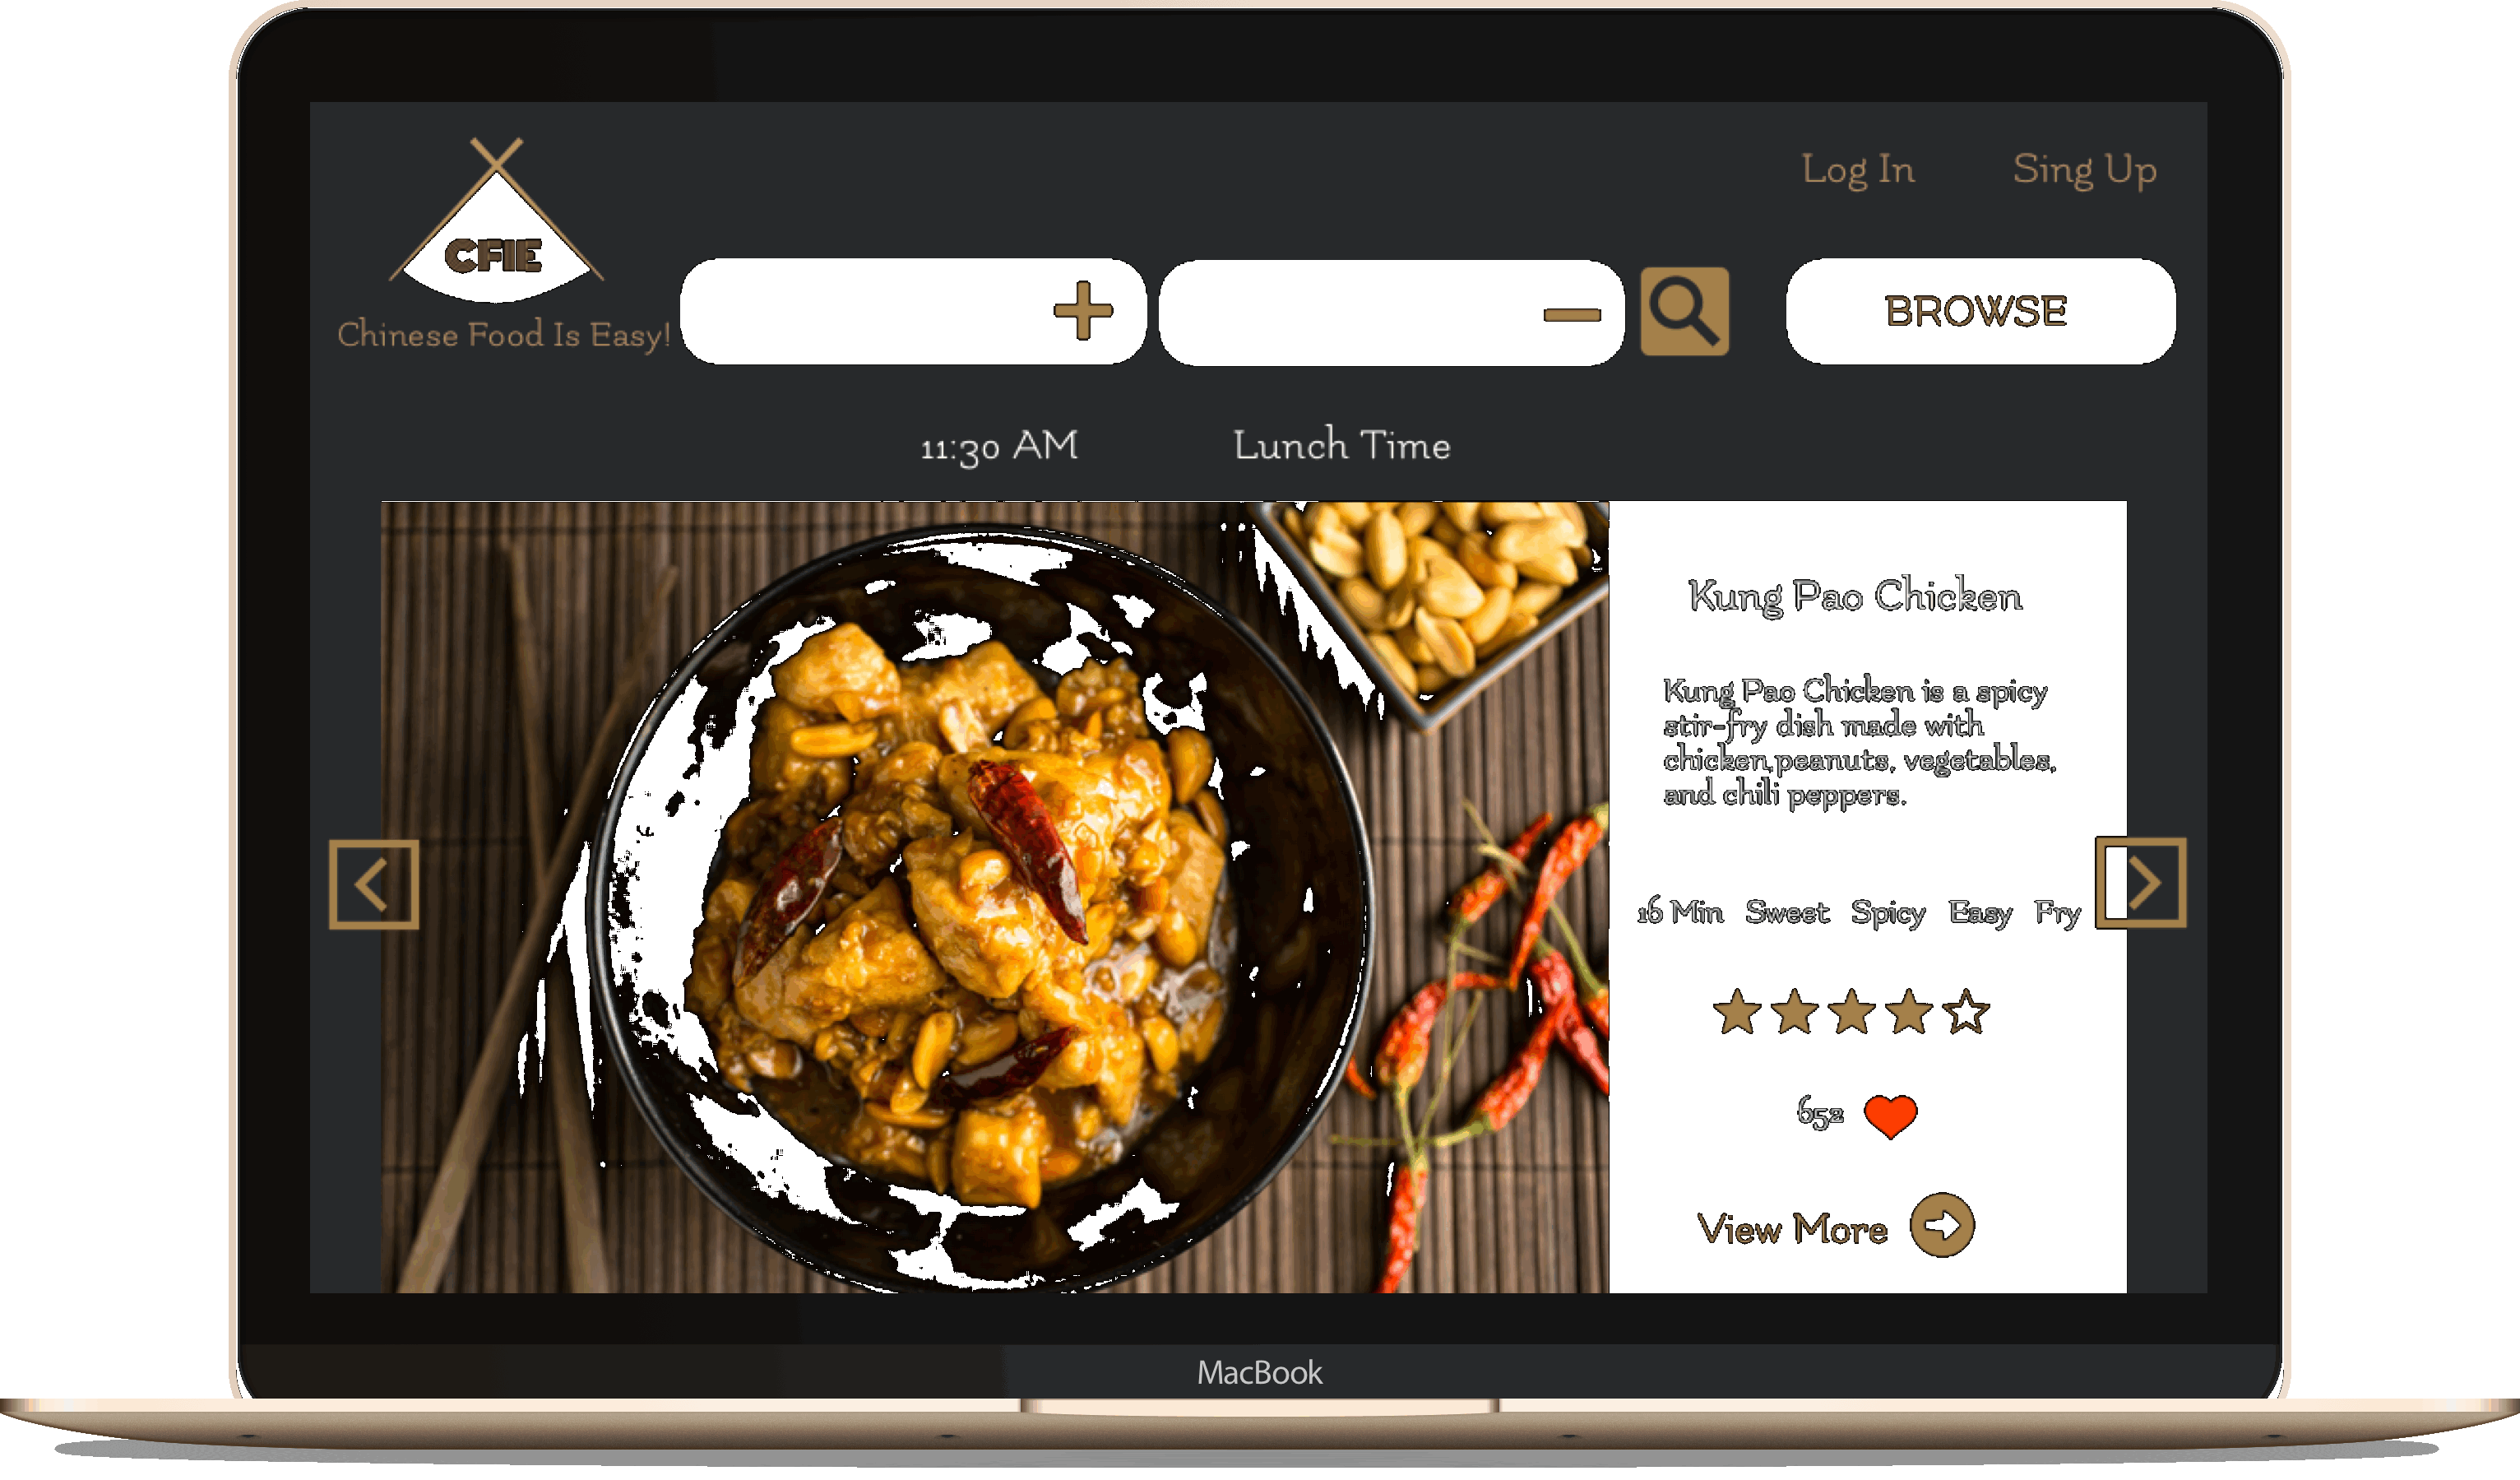 Log In Sing Up
CFIE
Chinese Food Is Easy!
BROWSE
11:30 AM Lunch Time
Kung Pao Chicken
Kung Pao Chicken is a spicy
stir-fry dish made with
chicken,peanuts, vegetables,
and chili peppers.
16 Min Sweet Spicy Easy Fry
652
View More
MacBook